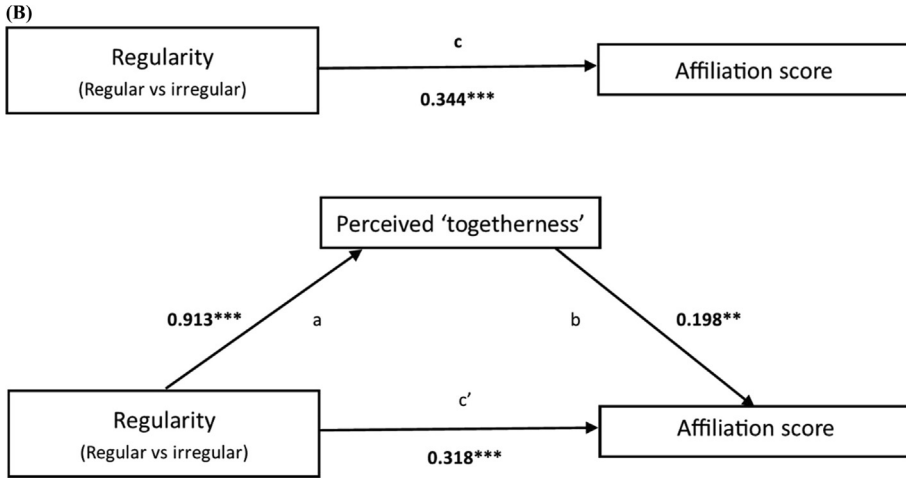 (B)
Regularity
(Regular vs irregular)
c
0.344***
Affiliation score
Perceived ‘togetherness’
0.913***
a
b
0.198**
Regularity
(Regular vs irregular)
c’
0.318***
Affiliation score